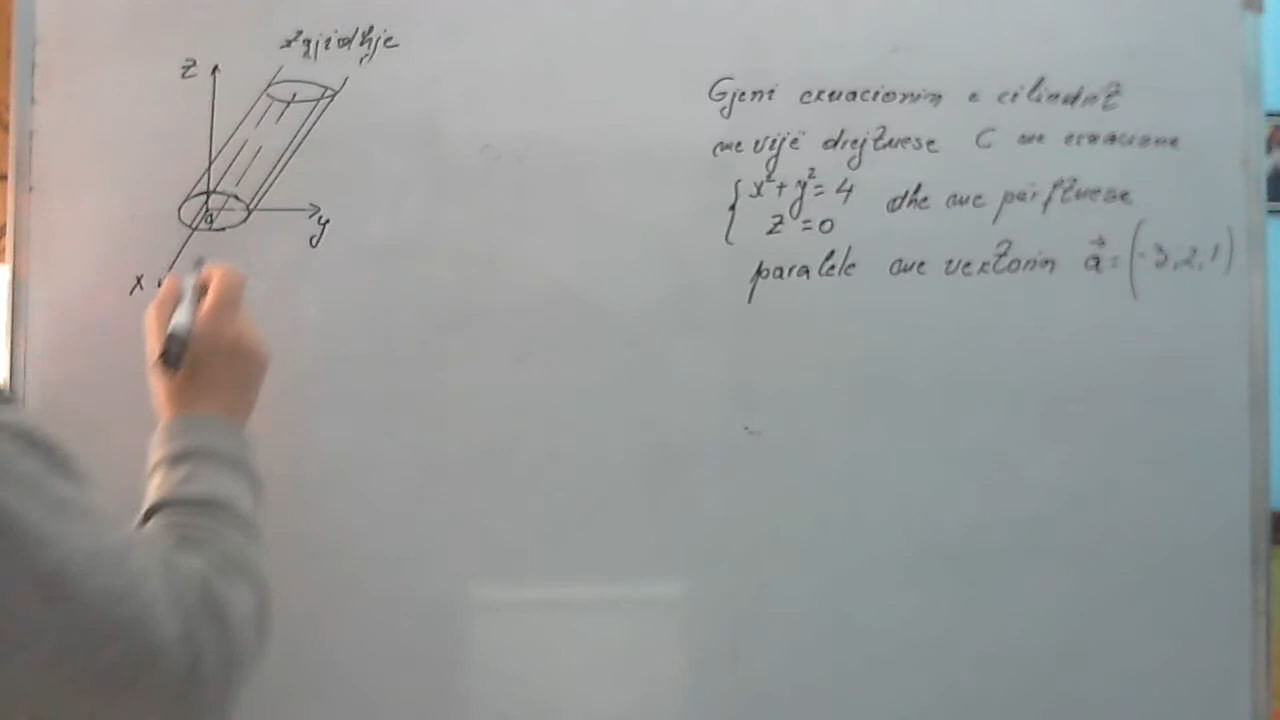 zgjidhje
z
y
x
Gjeni ekuacionin e cilindrit
me vijë drejtuese C me ekuacione
{x²+y²=4
z=0
dhe me përftuese
paralele me vektorin a⃗=(-3,2,1)